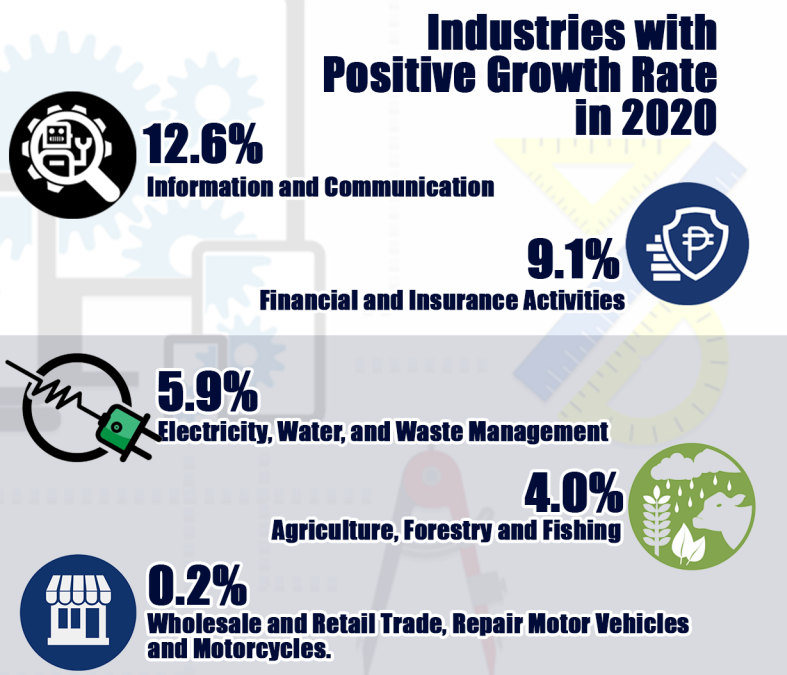 Industries with
Positive Growth Rate
in 2020
12.6%
Information and Communication
9.1%
Financial and Insurance Activities
5.9%
Electricity, Water, and Waste Management
4.0%
Agriculture, Forestry and Fishing
0.2%
Wholesale and Retail Trade, Repair Motor Vehicles
and Motorcycles.